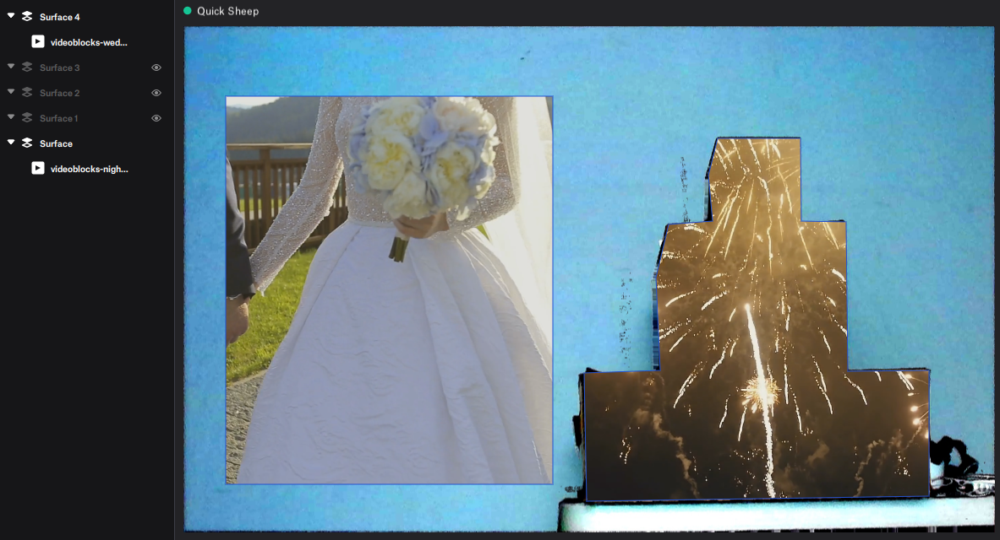 Surface 4
videoblocks-wed...
Surface 3
Surface 2
Surface 1
Surface
videoblocks-nigh...
Quick Sheep